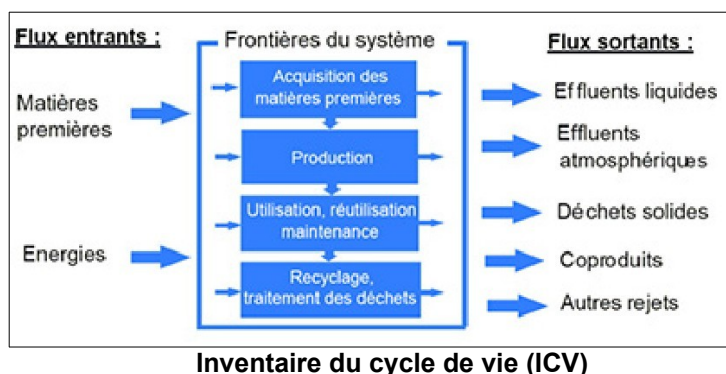 Flux entrants :
Matières
premières
Energies
Frontières du système
Acquisition des
matières premières
Production
Utilisation, réutilisation
maintenance
Recyclage,
traitement des déchets
Flux sortants :
Effluents liquides
Effluents
atmosphériques
Déchets solides
Coproduits
Autres rejets
Inventaire du cycle de vie (ICV)